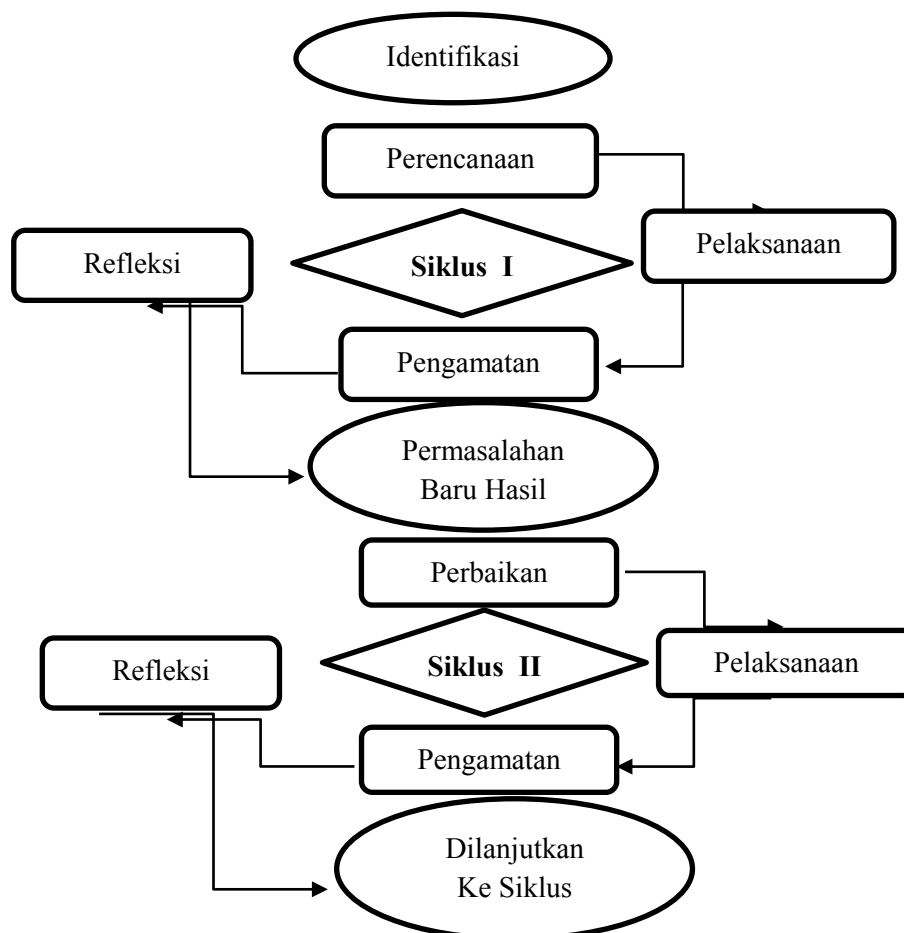 Identifikasi
Perencanaan
Pelaksanaan
Siklus I
Refleksi
Pengamatan
Permasalahan
Baru Hasil
Perbaikan
Pelaksanaan
Siklus II
Refleksi
Pengamatan
Dilanjutkan
Ke Siklus